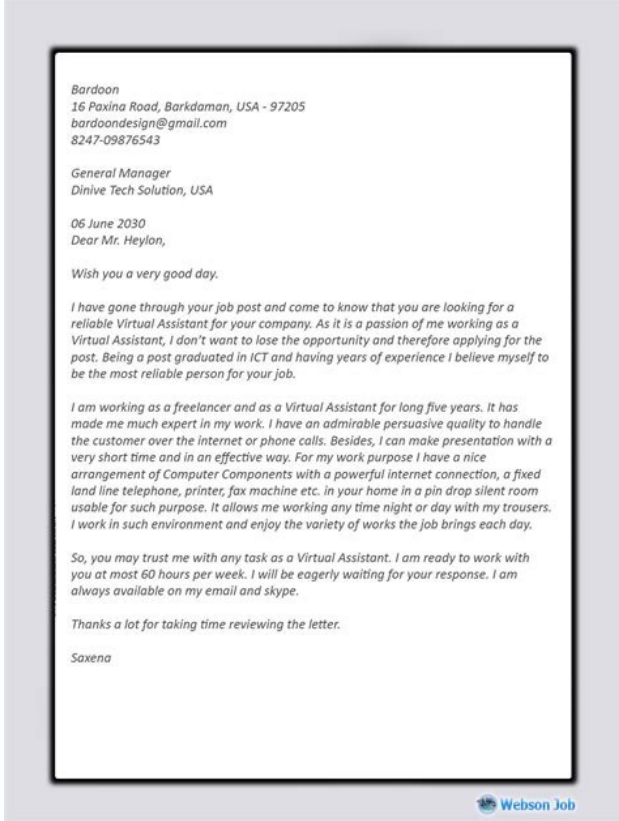 Bardoon
16 Paxina Road, Barkdaman, USA - 97205
bardoondesign@gmail.com
8247-09876543
General Manager
Dinive Tech Solution, USA
06 June 2030
Dear Mr. Heylon,
Wish you a very good day.
I have gone through your job post and come to know that you are looking for a
reliable Virtual Assistant for your company. As it is a passion of me working as a
Virtual Assistant, I don't want to lose the opportunity and therefore applying for the
post. Being a post graduated in ICT and having years of experience I believe myself to
be the most reliable person for your job.
I am working as a freelancer and as a Virtual Assistant for long five years. It has
made me much expert in my work. I have an admirable persuasive quality to handle
the customer over the internet or phone calls. Besides, I can make presentation with a
very short time and in an effective way. For my work purpose I have a nice
arrangement of Computer Components with a powerful internet connection, a fixed
land line telephone, printer, fax machine etc. in your home in a pin drop silent room
usable for such purpose. It allows me working any time night or day with my trousers.
I work in such environment and enjoy the variety of works the job brings each day.
So, you may trust me with any task as a Virtual Assistant. I am ready to work with
you at most 60 hours per week. I will be eagerly waiting for your response. I am
always available on my email and skype.
Thanks a lot for taking time reviewing the letter.
Saxena
Webson Job